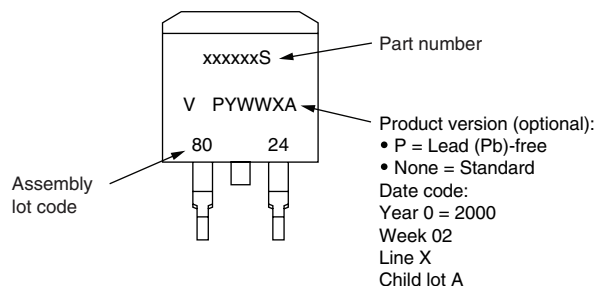 xxxxxxS
Part number
V PYWWXA
Product version (optional):
• P = Lead (Pb)-free
• None = Standard
Date code:
Year 0 = 2000
Week 02
Line X
Child lot A
80 24
Assembly
lot code